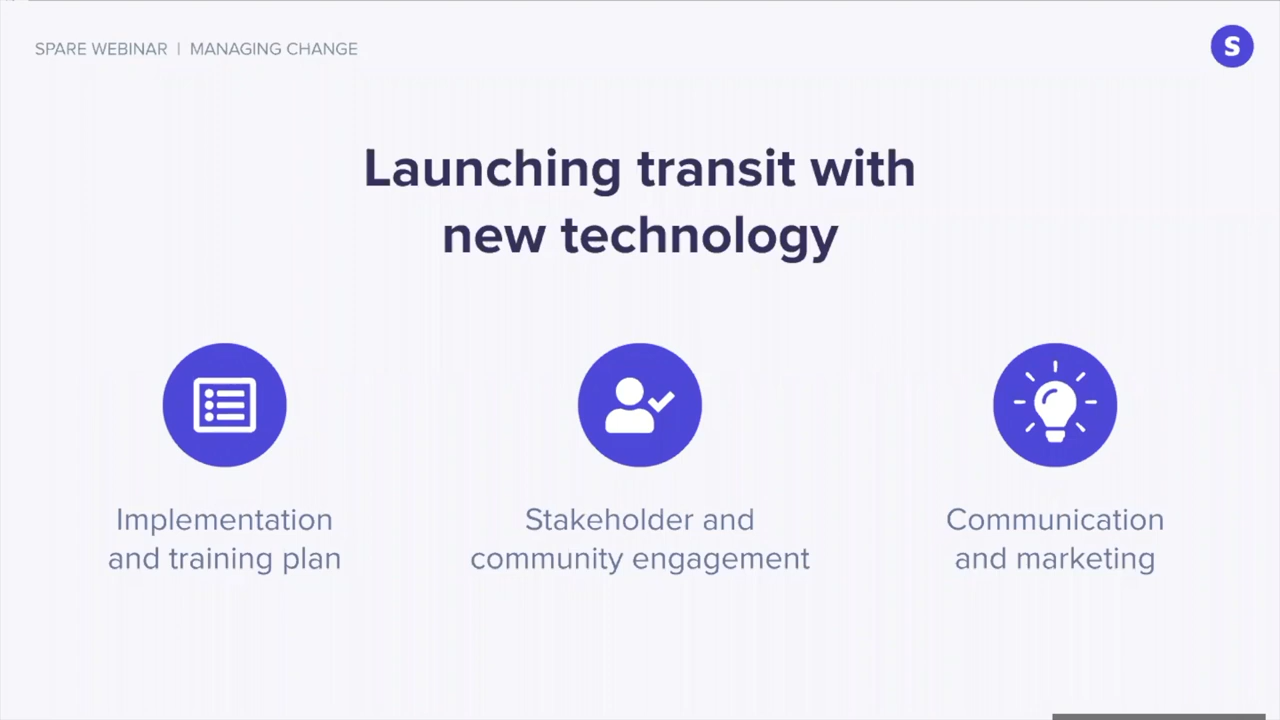 SPARE WEBINAR | MANAGING CHANGE
S
Launching transit with
new technology
Implementation
and training plan
Stakeholder and
community engagement
Communication
and marketing